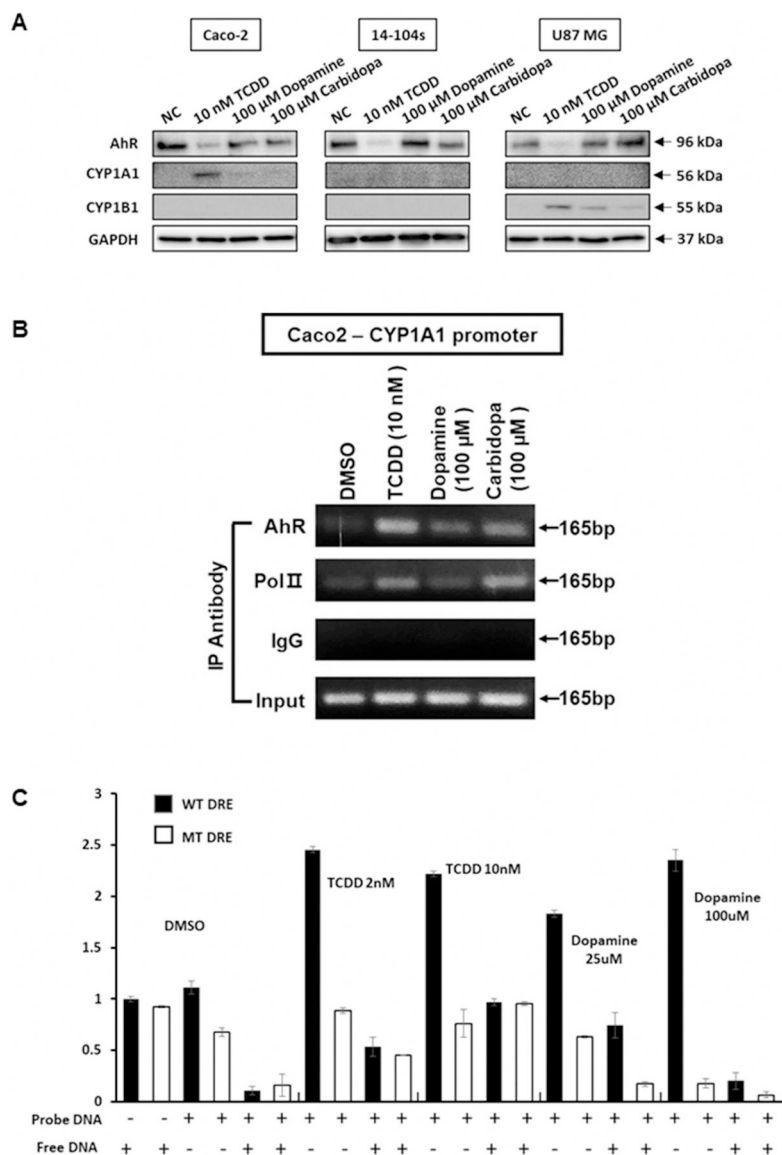 A
Caco-2 14-104s U87 MG
NC 10 nM TCDD 100 μM Dopamine 100 μM Carbidopa NC 10 nM TCDD 100 μM Dopamine 100 μM Carbidopa NC 10 nM TCDD 100 μM Dopamine 100 μM Carbidopa
AhR 96 kDa
CYP1A1 56 kDa
CYP1B1 55 kDa
GAPDH 37 kDa
B
Caco2 – CYP1A1 promoter
DMSO
TCDD (10 nM )
Dopamine
(100 μM )
Carbidopa
(100 μM )
IP Antibody
AhR 165bp
Pol II 165bp
IgG 165bp
Input 165bp
C
3
2.5
2
1.5
1
0.5
0
WT DRE
MT DRE
DMSO
TCDD 2nM
TCDD 10nM
Dopamine
25uM
Dopamine
100uM
Probe DNA - - + + + + + + + + + + + + + + + + + + + +
Free DNA + + - - + + - - + + - - + + - - + + - - + +